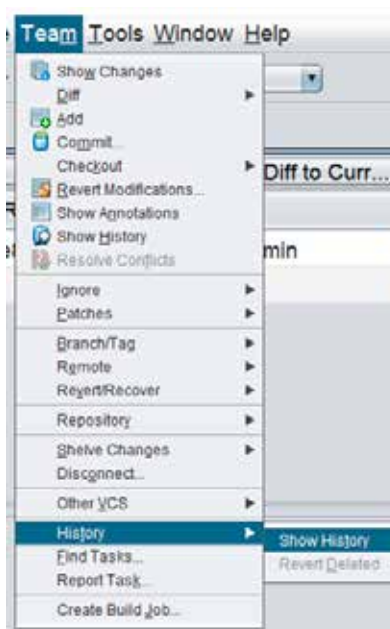 Team Tools Window Help
Show Changes
Diff
Add
Commit...
Checkout
Diff to Curr...
Revert Modifications...
Show Annotations
Show History
min
Resolve Conflicts
Ignore
Patches
Branch/Tag
Remote
Revert/Recover
Repository
Shelve Changes
Disconnect...
Other VCS
History
Show History
Find Tasks...
Revert Deleted
Report Task...
Create Build Job...